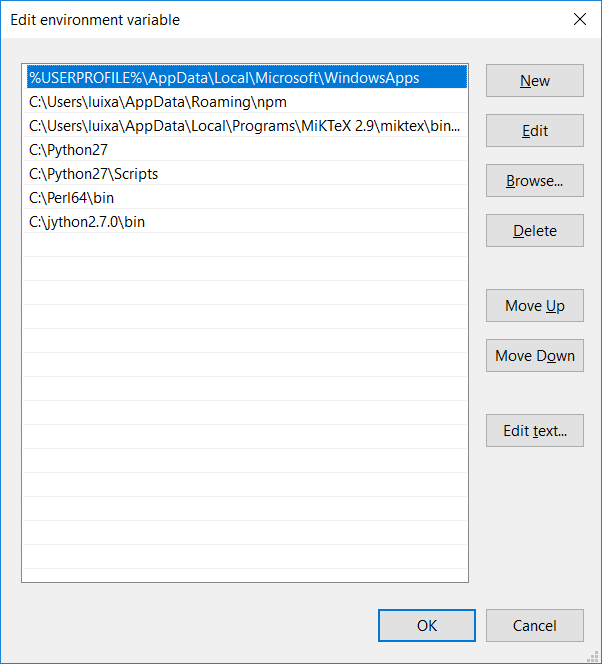 Edit environment variable
%USERPROFILE%\AppData\Local\Microsoft\WindowsApps
C:\Users\luixa\AppData\Roaming\npm
C:\Users\luixa\AppData\Local\Programs\MiKTeX 2.9\miktex\bin...
C:\Python27
C:\Python27\Scripts
C:\Perl64\bin
C:\jython2.7.0\bin
New
Edit
Browse...
Delete
Move Up
Move Down
Edit text...
OK
Cancel